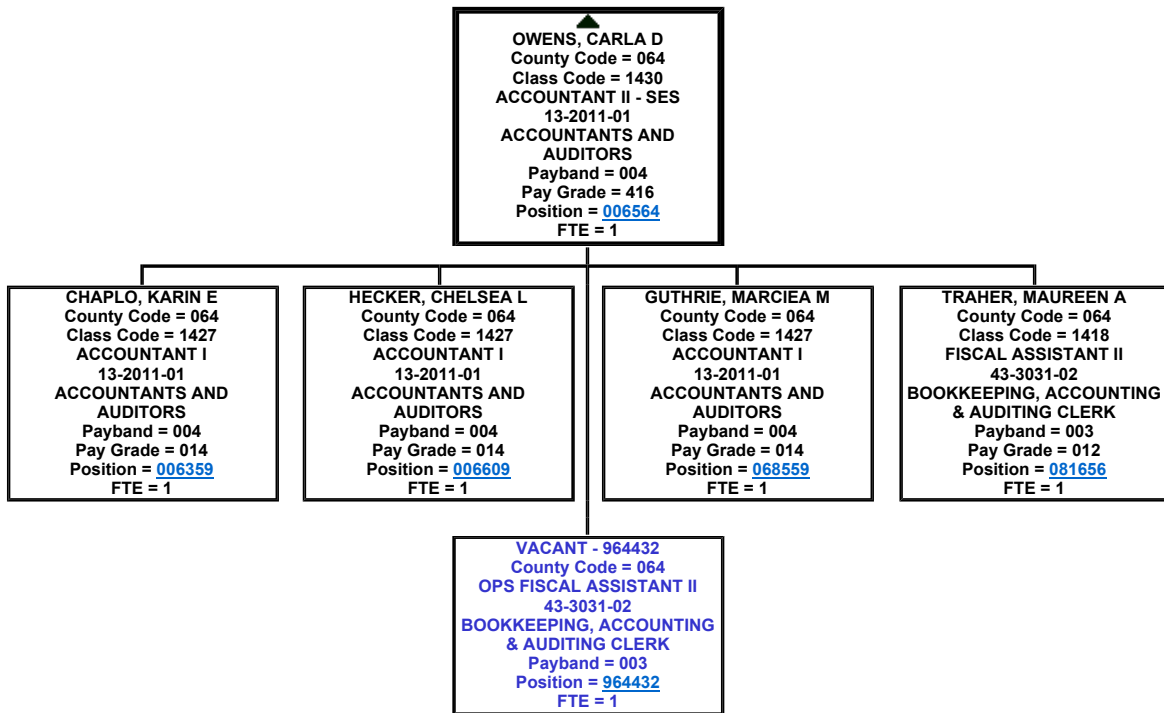 OWENS, CARLA D
County Code = 064
Class Code = 1430
ACCOUNTANT II - SES
13-2011-01
ACCOUNTANTS AND
AUDITORS
Payband = 004
Pay Grade = 416
Position = 006564
FTE = 1
CHAPLO, KARIN E
County Code = 064
Class Code = 1427
ACCOUNTANT I
13-2011-01
ACCOUNTANTS AND
AUDITORS
Payband = 004
Pay Grade = 014
Position = 006359
FTE = 1
HECKER, CHELSEA L
County Code = 064
Class Code = 1427
ACCOUNTANT I
13-2011-01
ACCOUNTANTS AND
AUDITORS
Payband = 004
Pay Grade = 014
Position = 006609
FTE = 1
GUTHRIE, MARCIEA M
County Code = 064
Class Code = 1427
ACCOUNTANT I
13-2011-01
ACCOUNTANTS AND
AUDITORS
Payband = 004
Pay Grade = 014
Position = 068559
FTE = 1
TRAHER, MAUREEN A
County Code = 064
Class Code = 1418
FISCAL ASSISTANT II
43-3031-02
BOOKKEEPING, ACCOUNTING
& AUDITING CLERK
Payband = 003
Pay Grade = 012
Position = 081656
FTE = 1
VACANT - 964432
County Code = 064
OPS FISCAL ASSISTANT II
43-3031-02
BOOKKEEPING, ACCOUNTING
& AUDITING CLERK
Payband = 003
Position = 964432
FTE = 1